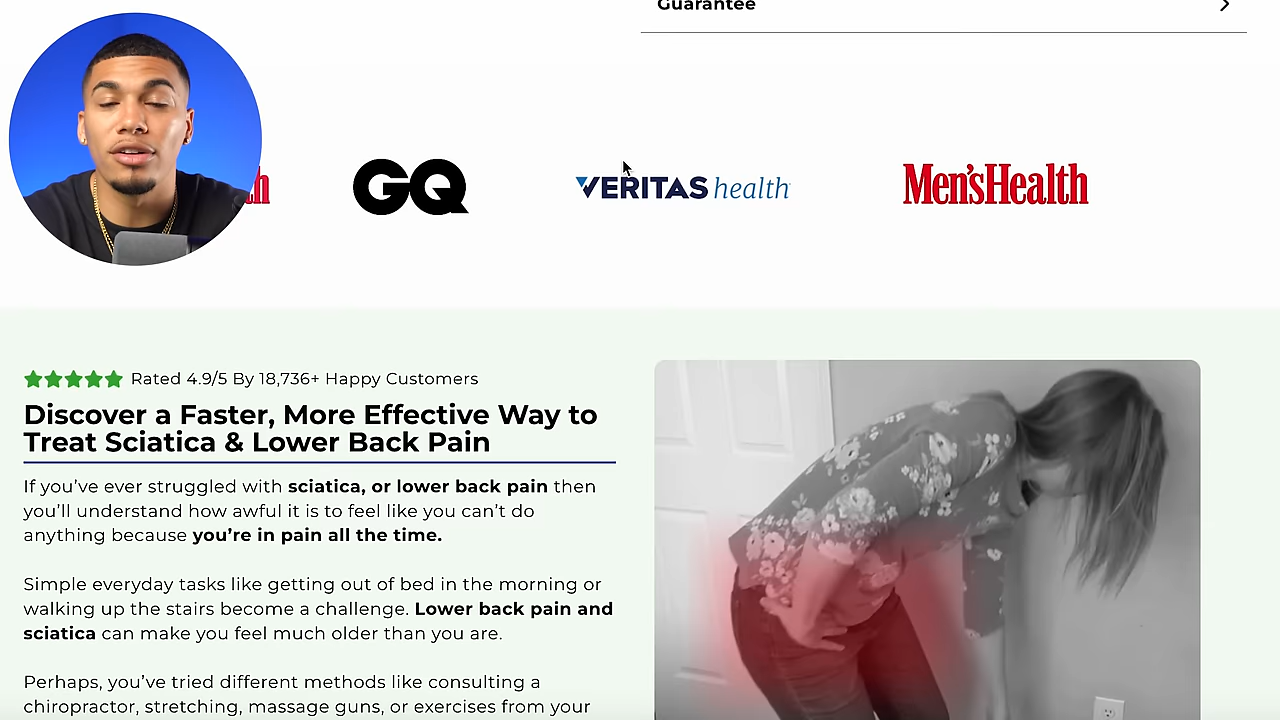 Guarantee
th
GQ
VERITAS health
Men'sHealth
Rated 4.9/5 By 18,736+ Happy Customers
Discover a Faster, More Effective Way to
Treat Sciatica & Lower Back Pain
If you’ve ever struggled with sciatica, or lower back pain then
you’ll understand how awful it is to feel like you can’t do
anything because you’re in pain all the time.
Simple everyday tasks like getting out of bed in the morning or
walking up the stairs become a challenge. Lower back pain and
sciatica can make you feel much older than you are.
Perhaps, you’ve tried different methods like consulting a
chiropractor, stretching, massage guns, or exercises from your